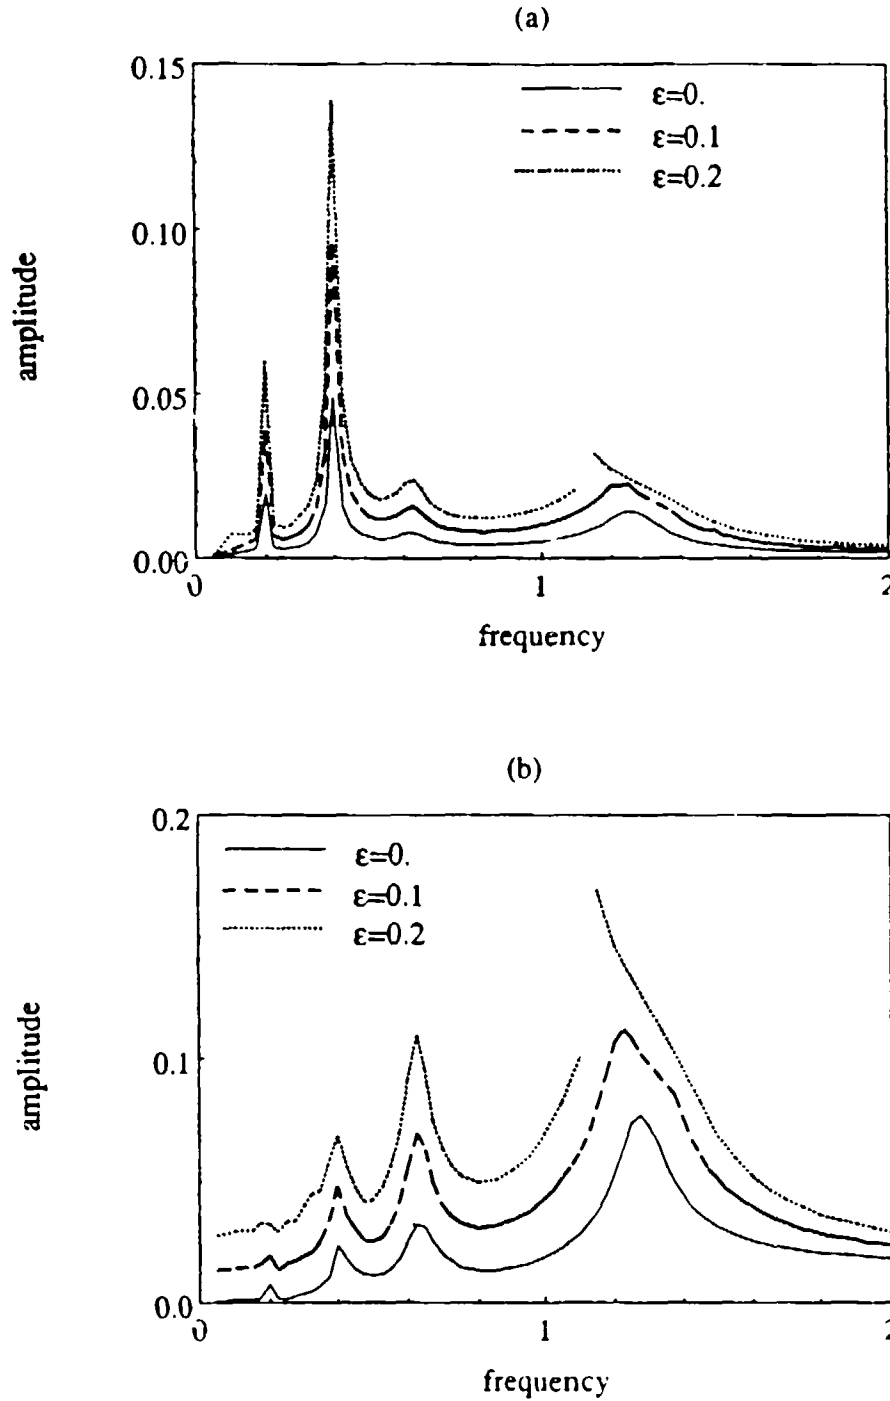 (a)
0.15
ε=0.
ε=0.1
ε=0.2
0.10
amplitude
0.05
0.00
0
1
2
frequency
(b)
0.2
ε=0.
ε=0.1
ε=0.2
0.1
amplitude
0.0
0
1
2
frequency